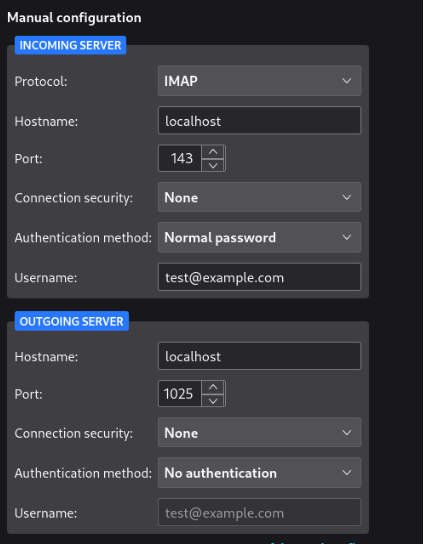 Manual configuration
INCOMING SERVER
Protocol: IMAP
Hostname: localhost
Port: 143
Connection security: None
Authentication method: Normal password
Username: test@example.com
OUTGOING SERVER
Hostname: localhost
Port: 1025
Connection security: None
Authentication method: No authentication
Username: test@example.com